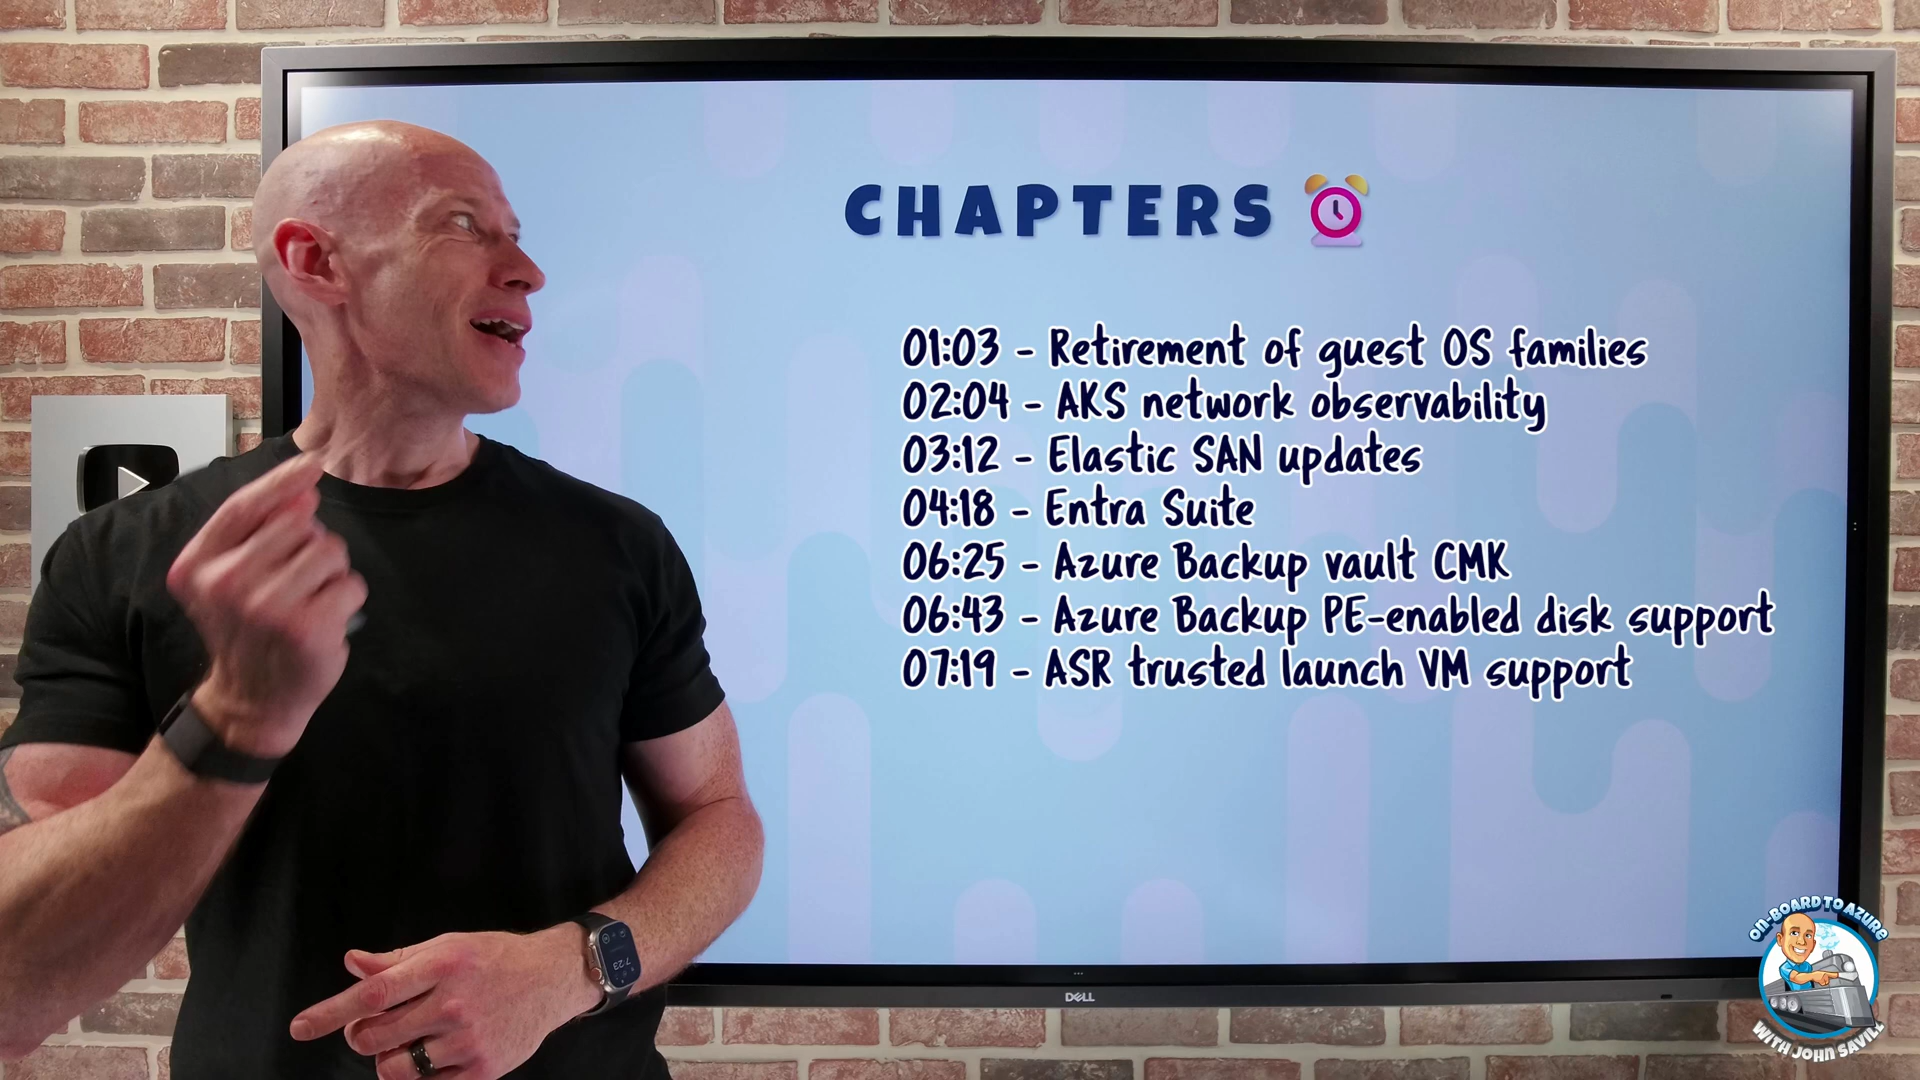 CHAPTERS
01:03 - Retirement of guest OS families
02:04 - AKS network observability
03:12 - Elastic SAN updates
04:18 - Entra Suite
06:25 - Azure Backup vault CMK
06:43 - Azure Backup PE-enabled disk support
07:19 - ASR trusted launch VM support
7:23
DELL
ON-BOARD TO AZURE
WITH JOHN SAVILL